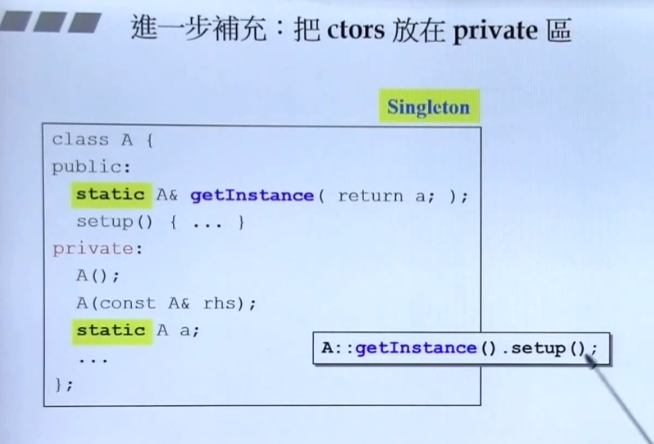 進一步補充：把 ctors 放在 private 區
Singleton
class A {
public:
static A& getInstance( return a; );
setup() { ... }
private:
A();
A(const A& rhs);
static A a;
...
};
A::getInstance().setup();